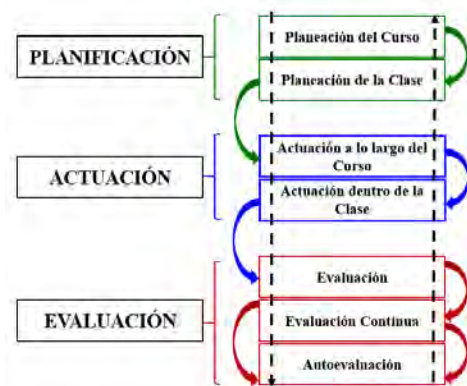 PLANIFICACIÓN
Planeación del Curso
Planeación de la Clase
ACTUACIÓN
Actuación a lo largo del
Curso
Actuación dentro de la
Clase
EVALUACIÓN
Evaluación
Evaluación Contínua
Autoevaluación